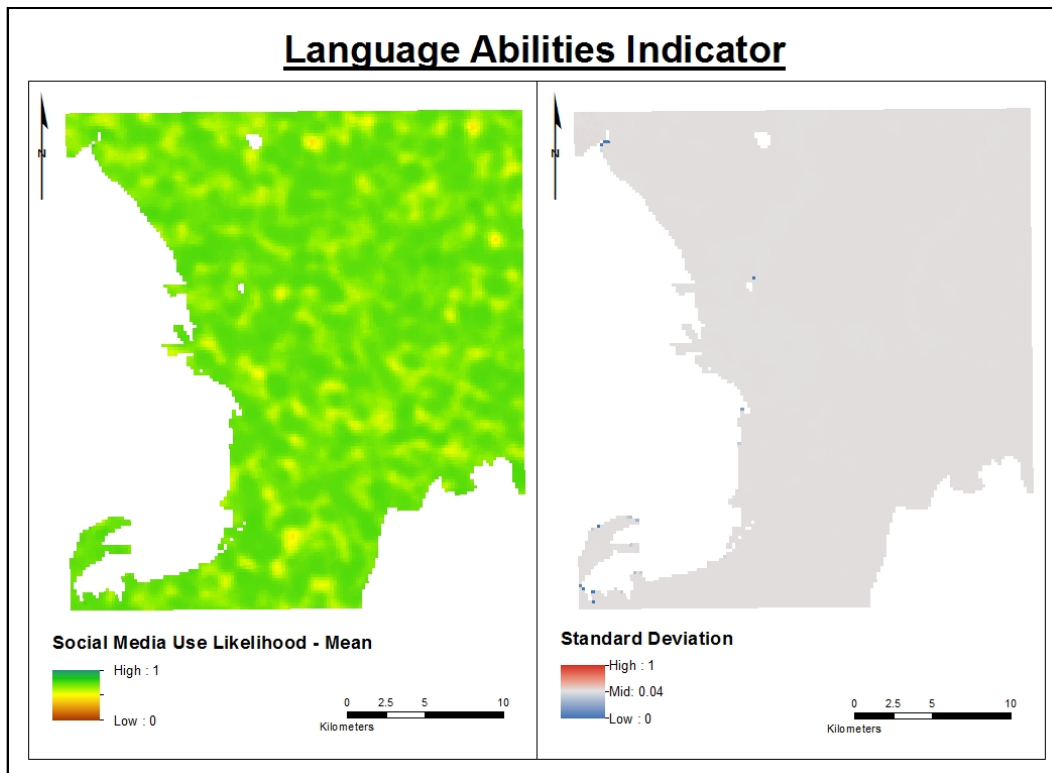 Language Abilities Indicator
N
Social Media Use Likelihood - Mean
High : 1
Low : 0
0 2.5 5 10
Kilometers
N
Standard Deviation
High : 1
Mid: 0.04
Low : 0
0 2.5 5 10
Kilometers